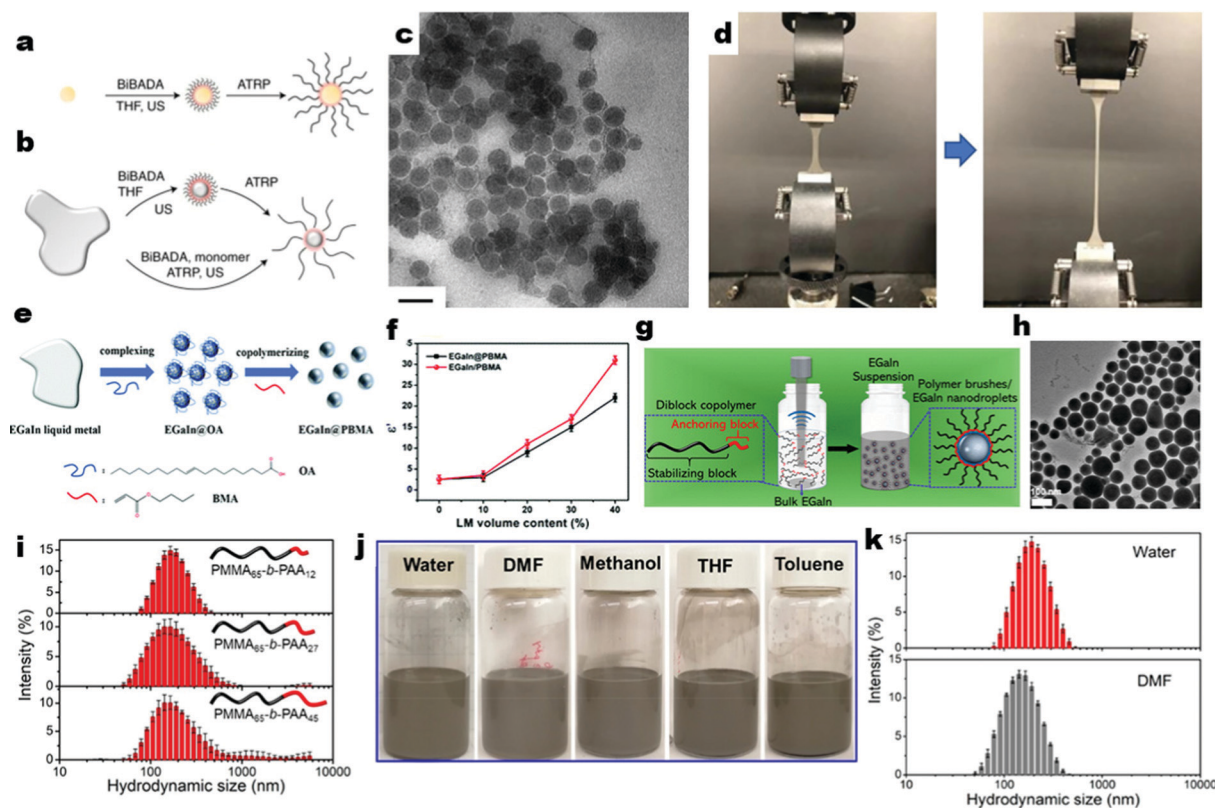 a
BiBADA
THF, US
ATRP
b
BiBADA
THF
US
ATRP
BiBADA, monomer
ATRP, US
c
d
e
complexing
copolymerizing
EGaIn liquid metal
EGaIn@OA
EGaIn@PBMA
:
OH
O
OA
:
O
O
BMA
f
EGaIn@PBMA
EGaIn/PBMA
35
30
25
20
15
10
5
0
ε'
0
10
20
30
40
LM volume content (%)
g
Diblock copolymer
Anchoring block
Stabilizing block
Bulk EGaIn
EGaIn
Suspension
Polymer brushes/
EGaIn nanodroplets
h
100 nm
i
15
10
5
0
PMMA65-b-PAA12
10
5
0
PMMA65-b-PAA27
10
5
0
PMMA65-b-PAA45
Intensity (%)
10
100
1000
10000
Hydrodynamic size (nm)
j
Water
DMF
Methanol
THF
Toluene
k
15
10
5
0
Water
15
10
5
0
DMF
Intensity (%)
10
100
1000
10000
Hydrodynamic size (nm)